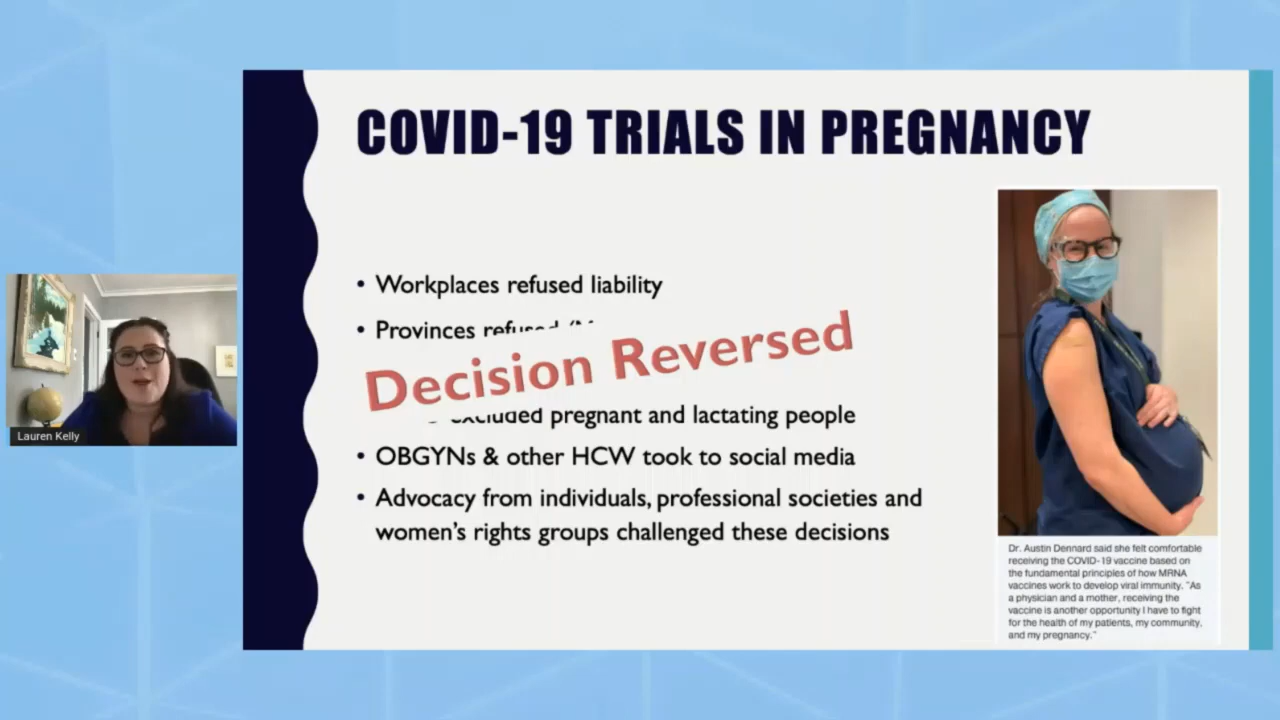 COVID-19 TRIALS IN PREGNANCY
• Workplaces refused liability
• Provinces refused
Decision Reversed
excluded pregnant and lactating people
• OBGYNs & other HCW took to social media
• Advocacy from individuals, professional societies and
women's rights groups challenged these decisions
Lauren Kelly
Dr. Austin Dennard said she felt comfortable
receiving the COVID-19 vaccine based on
the fundamental principles of how MRNA
vaccines work to develop viral immunity. "As
a physician and a mother, receiving the
vaccine is another opportunity I have to fight
for the health of my patients, my community,
and my pregnancy."